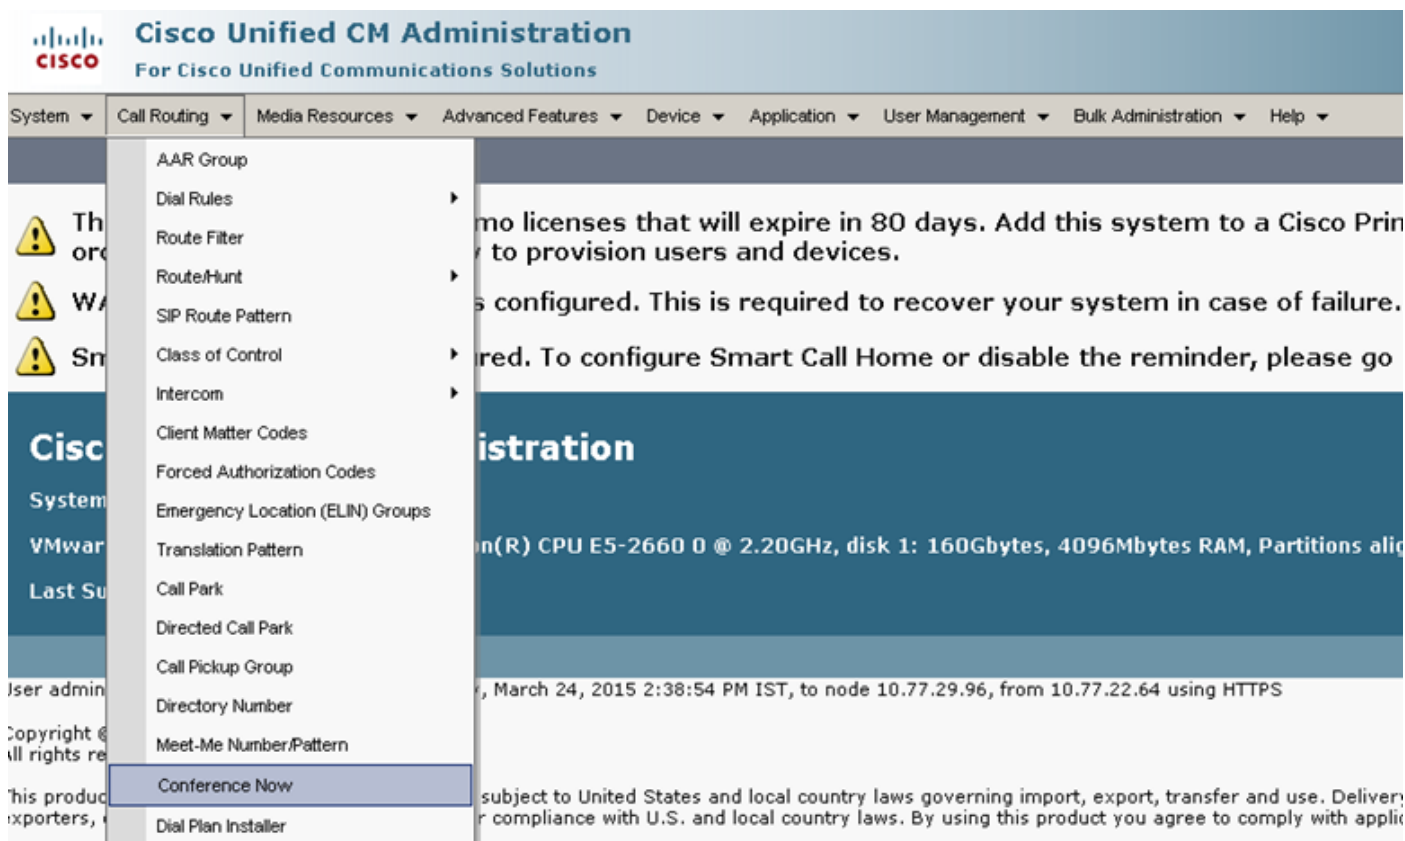 CISCO
Cisco Unified CM Administration
For Cisco Unified Communications Solutions
System Call Routing Media Resources Advanced Features Device Application User Management Bulk Administration Help
AAR Group
Dial Rules
Route Filter
Route/Hunt
SIP Route Pattern
Class of Control
Intercom
Client Matter Codes
Forced Authorization Codes
Emergency Location (ELIN) Groups
Translation Pattern
Call Park
Directed Call Park
Call Pickup Group
Directory Number
Meet-Me Number/Pattern
Conference Now
Dial Plan Installer
licenses that will expire in 80 days. Add this system to a Cisco
to provision users and devices.
configured. This is required to recover your system in case of failure.
To configure Smart Call Home or disable the reminder, please go
System
CPU E5-2660 0 @ 2.20GHz, disk 1: 160Gbytes, 4096Mbytes RAM, Partitions
Last
admin , March 24, 2015 2:38:54 PM IST, to node 10.77.29.96, from 10.77.22.64 using HTTPS
All rights
subject to United States and local country laws governing import, export, transfer and use.
exporters, compliance with U.S. and local country laws. By using this product you agree to comply with